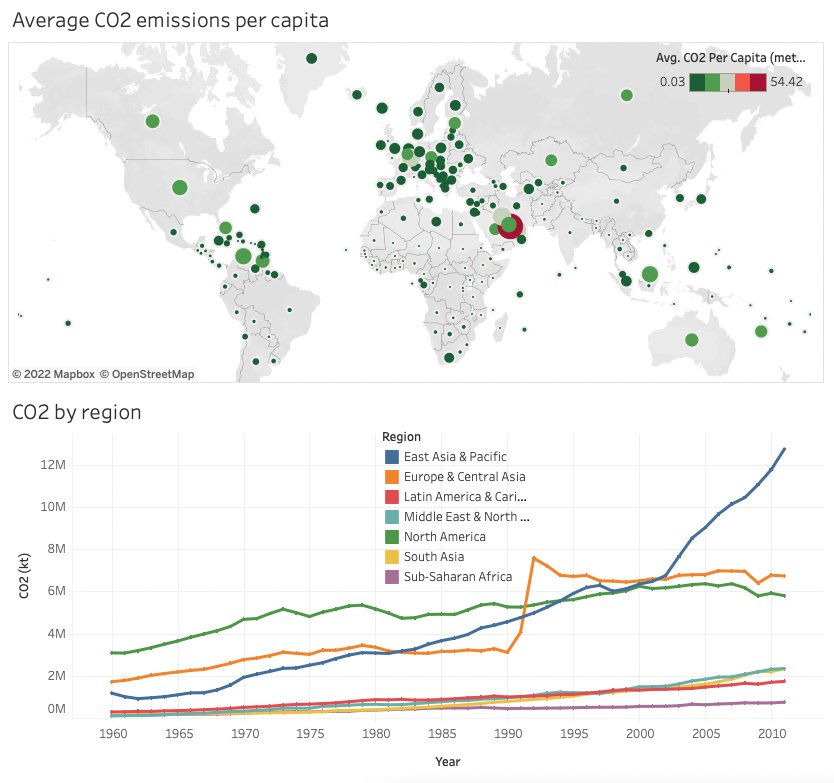 Average CO2 emissions per capita
Avg. CO2 Per Capita (met...
0.03 54.42
© 2022 Mapbox © OpenStreetMap
CO2 by region
Region
East Asia & Pacific
Europe & Central Asia
Latin America & Cari...
Middle East & North ...
North America
South Asia
Sub-Saharan Africa
12M
10M
8M
6M
4M
2M
0M
CO2 (kt)
1960 1965 1970 1975 1980 1985 1990 1995 2000 2005 2010
Year